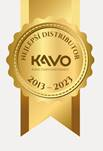 NEJLEPŠÍ DISTRIBUTOR
KAVO
2013 - 2023